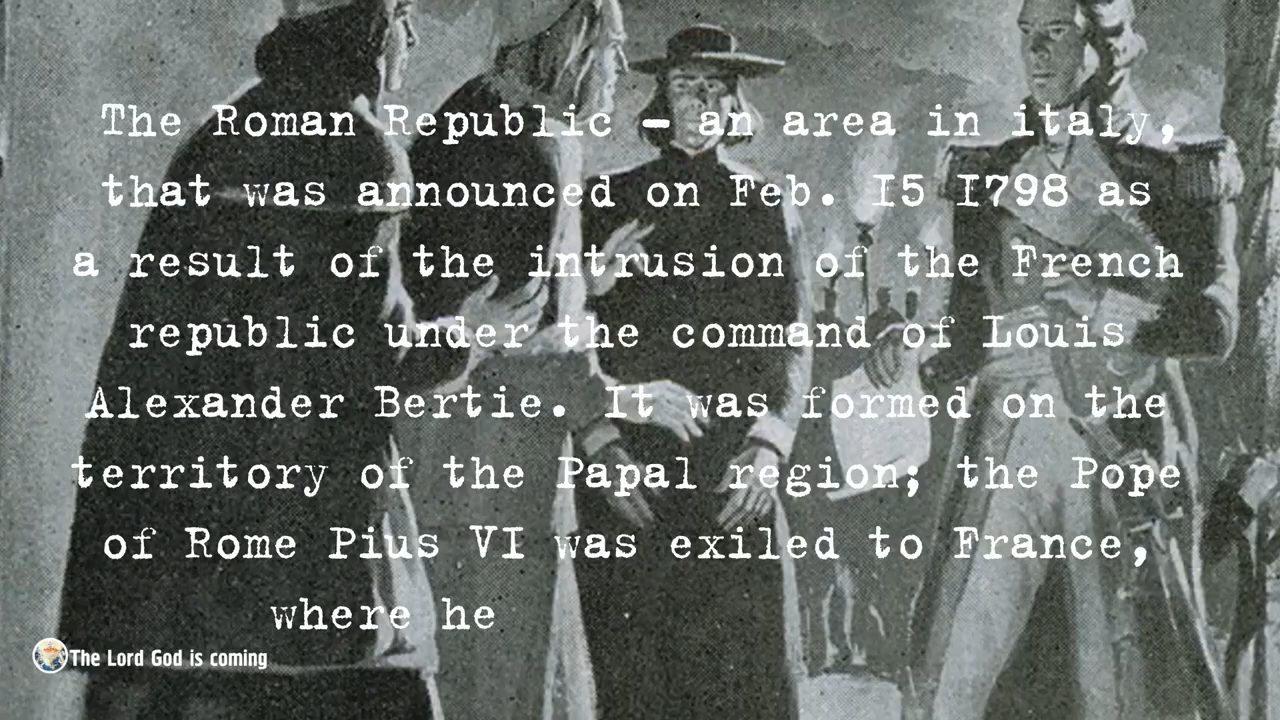 The Roman Republic – an area in italy,
that was announced on Feb. 15 1798 as
a result of the intrusion of the French
republic under the command of Louis
Alexander Bertie. It was formed on the
territory of the Papal region; the Pope
of Rome Pius VI was exiled to France,
where he
The Lord God is coming